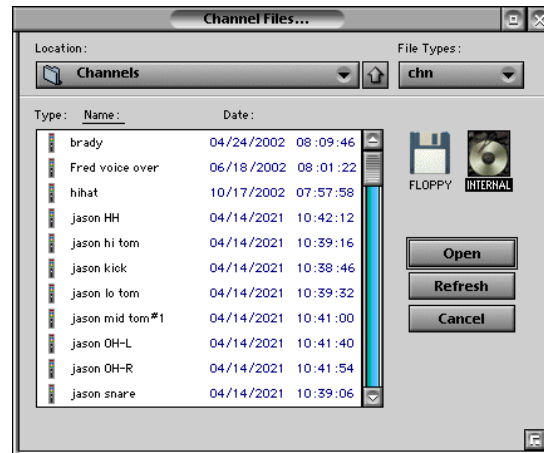 Channel Files...
Location: File Types:
Channels chn
Type: Name: Date:
brady 04/24/2002 08:09:46
Fred voice over 06/18/2002 08:01:22
hihat 10/17/2002 07:57:58
jason HH 04/14/2021 10:42:12
jason hi tom 04/14/2021 10:39:16
jason kick 04/14/2021 10:38:46
jason lo tom 04/14/2021 10:39:32
jason mid tom#1 04/14/2021 10:41:00
jason OH-L 04/14/2021 10:41:40
jason OH-R 04/14/2021 10:41:54
jason snare 04/14/2021 10:39:06
FLOPPY INTERNAL
Open
Refresh
Cancel